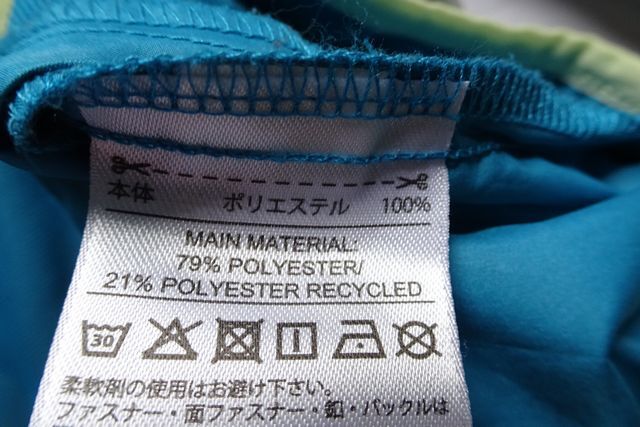 本体 ポリエステル 100%
MAIN MATERIAL:
79% POLYESTER/
21% POLYESTER RECYCLED
30
柔軟剤の使用はお避け下さい。
ファスナー・面ファスナー・釦・バックルは